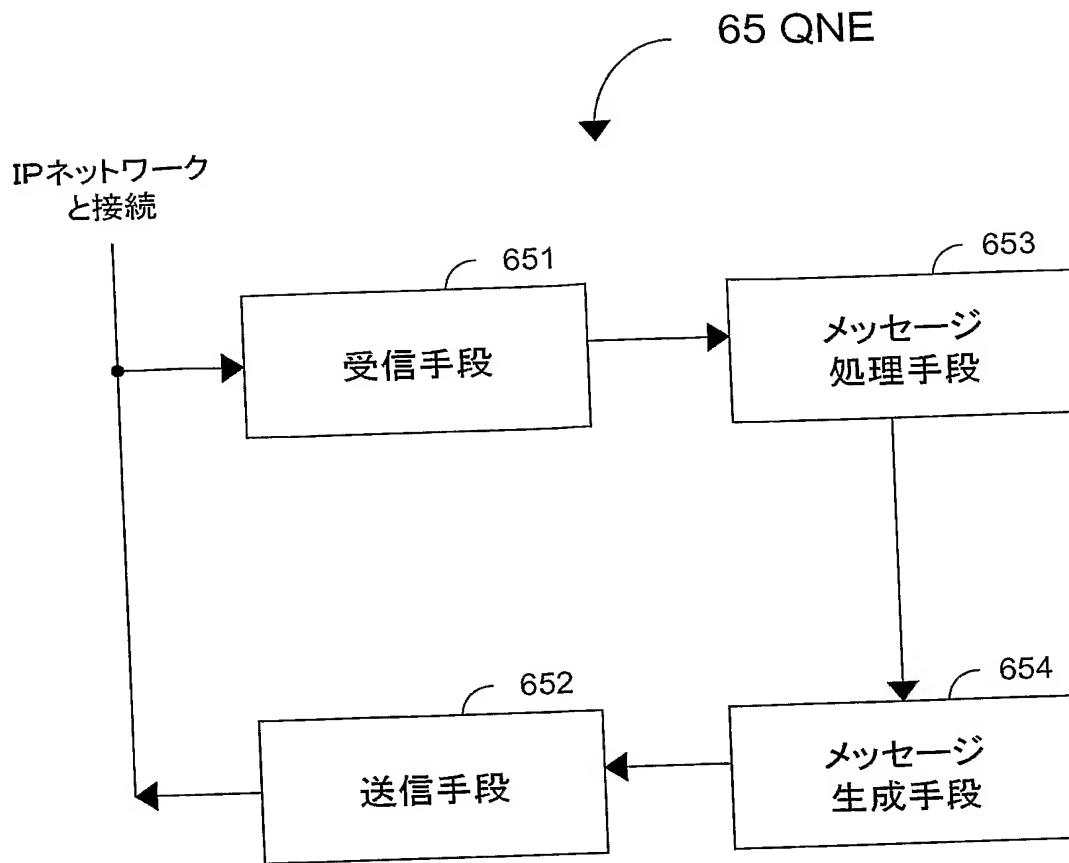 65 QNE
IPネットワーク
と接続
651
653
受信手段
メッセージ
処理手段
652
654
送信手段
メッセージ
生成手段